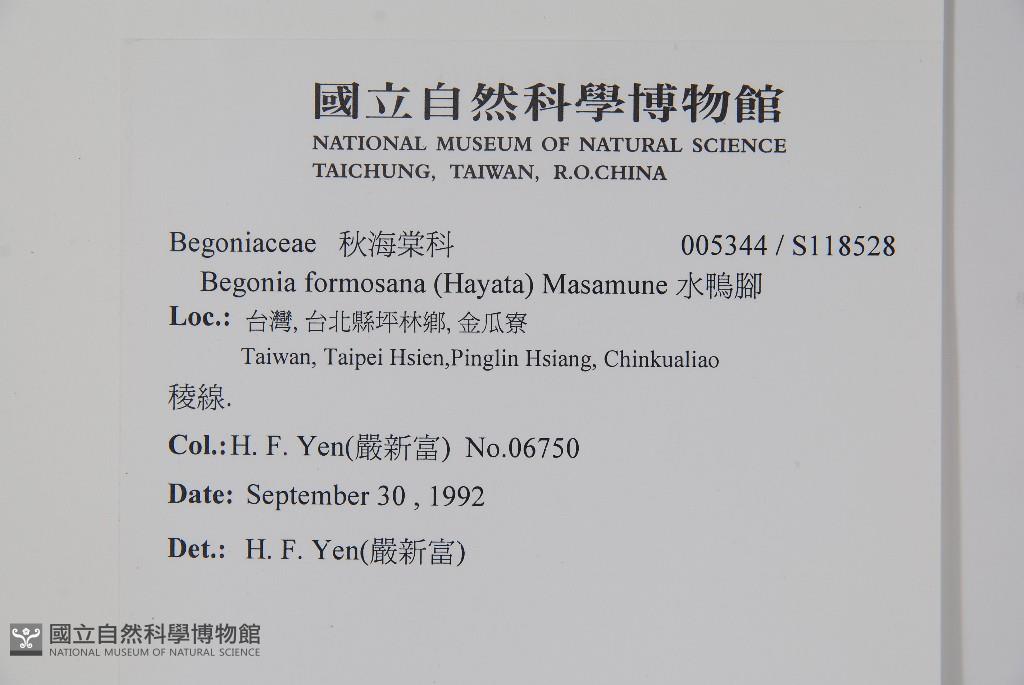 國立自然科學博物館
NATIONAL MUSEUM OF NATURAL SCIENCE
TAICHUNG, TAIWAN, R.O.CHINA
Begoniaceae 秋海棠科 005344 / S118528
Begonia formosana (Hayata) Masamune 水鴨腳
Loc.: 台灣, 台北縣坪林鄉, 金瓜寮
Taiwan, Taipei Hsien,Pinglin Hsiang, Chinkualiao
稜線.
Col.:H. F. Yen(嚴新富) No.06750
Date: September 30 , 1992
Det.: H. F. Yen(嚴新富)
國立自然科學博物館
NATIONAL MUSEUM OF NATURAL SCIENCE